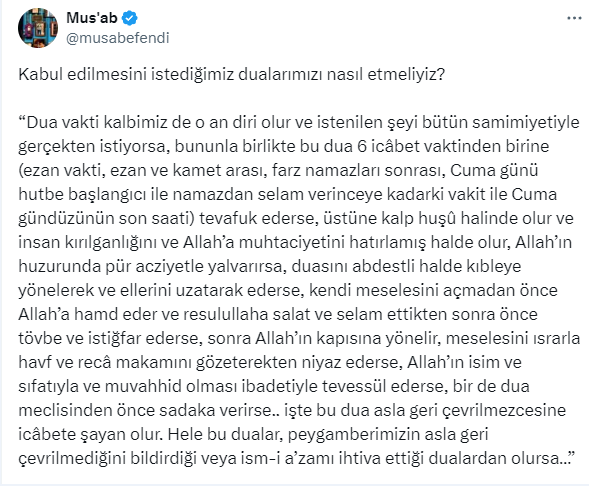 Mus'ab
@musabefendi
Kabul edilmesini istediğimiz dualarımızı nasıl etmeliyiz?
“Dua vakti kalbimiz de o an diri olur ve istenilen şeyi bütün samimiyetiyle
gerçekten istiyorsa, bununla birlikte bu dua 6 icâbet vaktinden birine
(ezan vakti, ezan ve kamet arası, farz namazları sonrası, Cuma günü
hutbe başlangıcı ile namazdan selam verinceye kadarki vakit ile Cuma
gündüzünün son saati) tevafuk ederse, üstüne kalp huşû halinde olur ve
insan kırılganlığını ve Allah’a muhtaciyetini hatırlamış halde olur, Allah’ın
huzurunda pür acziyetle yalvarırsa, duasını abdestli halde kıbleye
yönelerek ve ellerini uzatarak ederse, kendi meselesini açmadan önce
Allah’a hamd eder ve resulullaha salat ve selam ettikten sonra önce
tövbe ve istiğfar ederse, sonra Allah’ın kapısına yönelir, meselesini ısrarla
havf ve recâ makamını gözeterekten niyaz ederse, Allah’ın isim ve
sıfatıyla ve muvahhid olması ibadetiyle tevessül ederse, bir de dua
meclisinden önce sadaka verirse.. işte bu dua asla geri çevrilmezcesine
icâbete şayan olur. Hele bu dualar, peygamberimizin asla geri
çevrilmediğini bildirdiği veya ism-i a’zamı ihtiva ettiği dualardan olursa...”